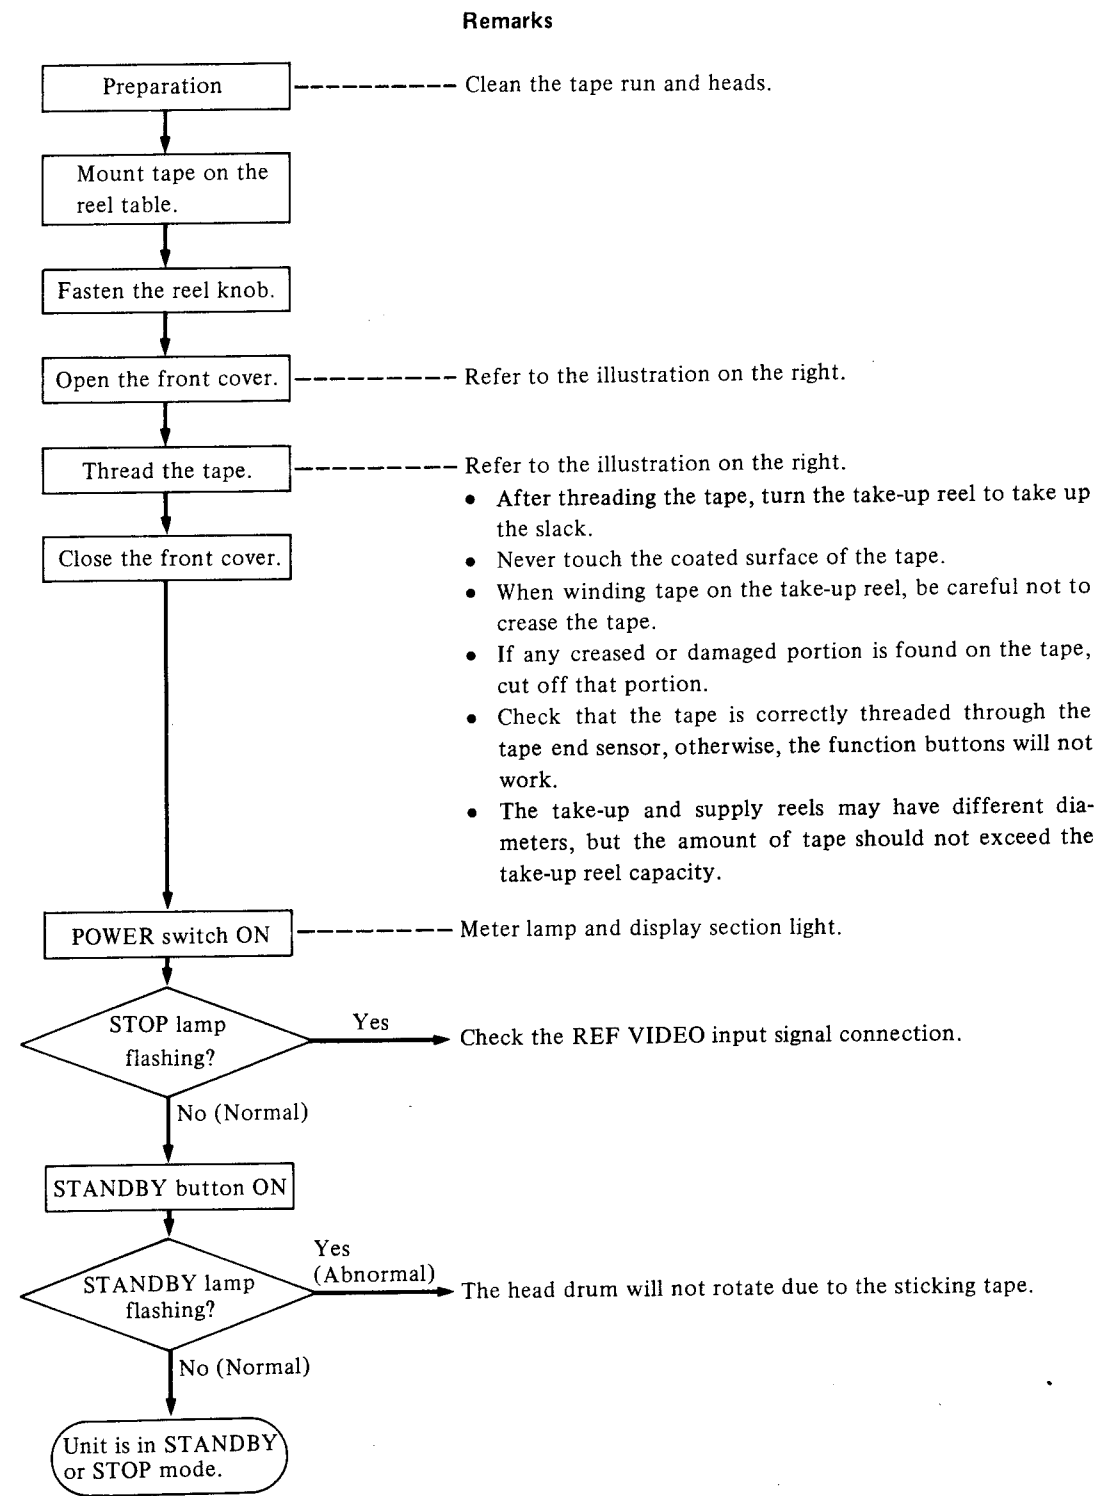 Remarks
Preparation
Clean the tape run and heads.
Mount tape on the
reel table.
Fasten the reel knob.
Open the front cover.
Refer to the illustration on the right.
Thread the tape.
Refer to the illustration on the right.
• After threading the tape, turn the take-up reel to take up
the slack.
• Never touch the coated surface of the tape.
• When winding tape on the take-up reel, be careful not to
crease the tape.
• If any creased or damaged portion is found on the tape,
cut off that portion.
• Check that the tape is correctly threaded through the
tape end sensor, otherwise, the function buttons will not
work.
• The take-up and supply reels may have different dia-
meters, but the amount of tape should not exceed the
take-up reel capacity.
Close the front cover.
POWER switch ON
Meter lamp and display section light.
STOP lamp
flashing?
Yes
Check the REF VIDEO input signal connection.
No (Normal)
STANDBY button ON
STANDBY lamp
flashing?
Yes
(Abnormal)
The head drum will not rotate due to the sticking tape.
No (Normal)
Unit is in STANDBY
or STOP mode.